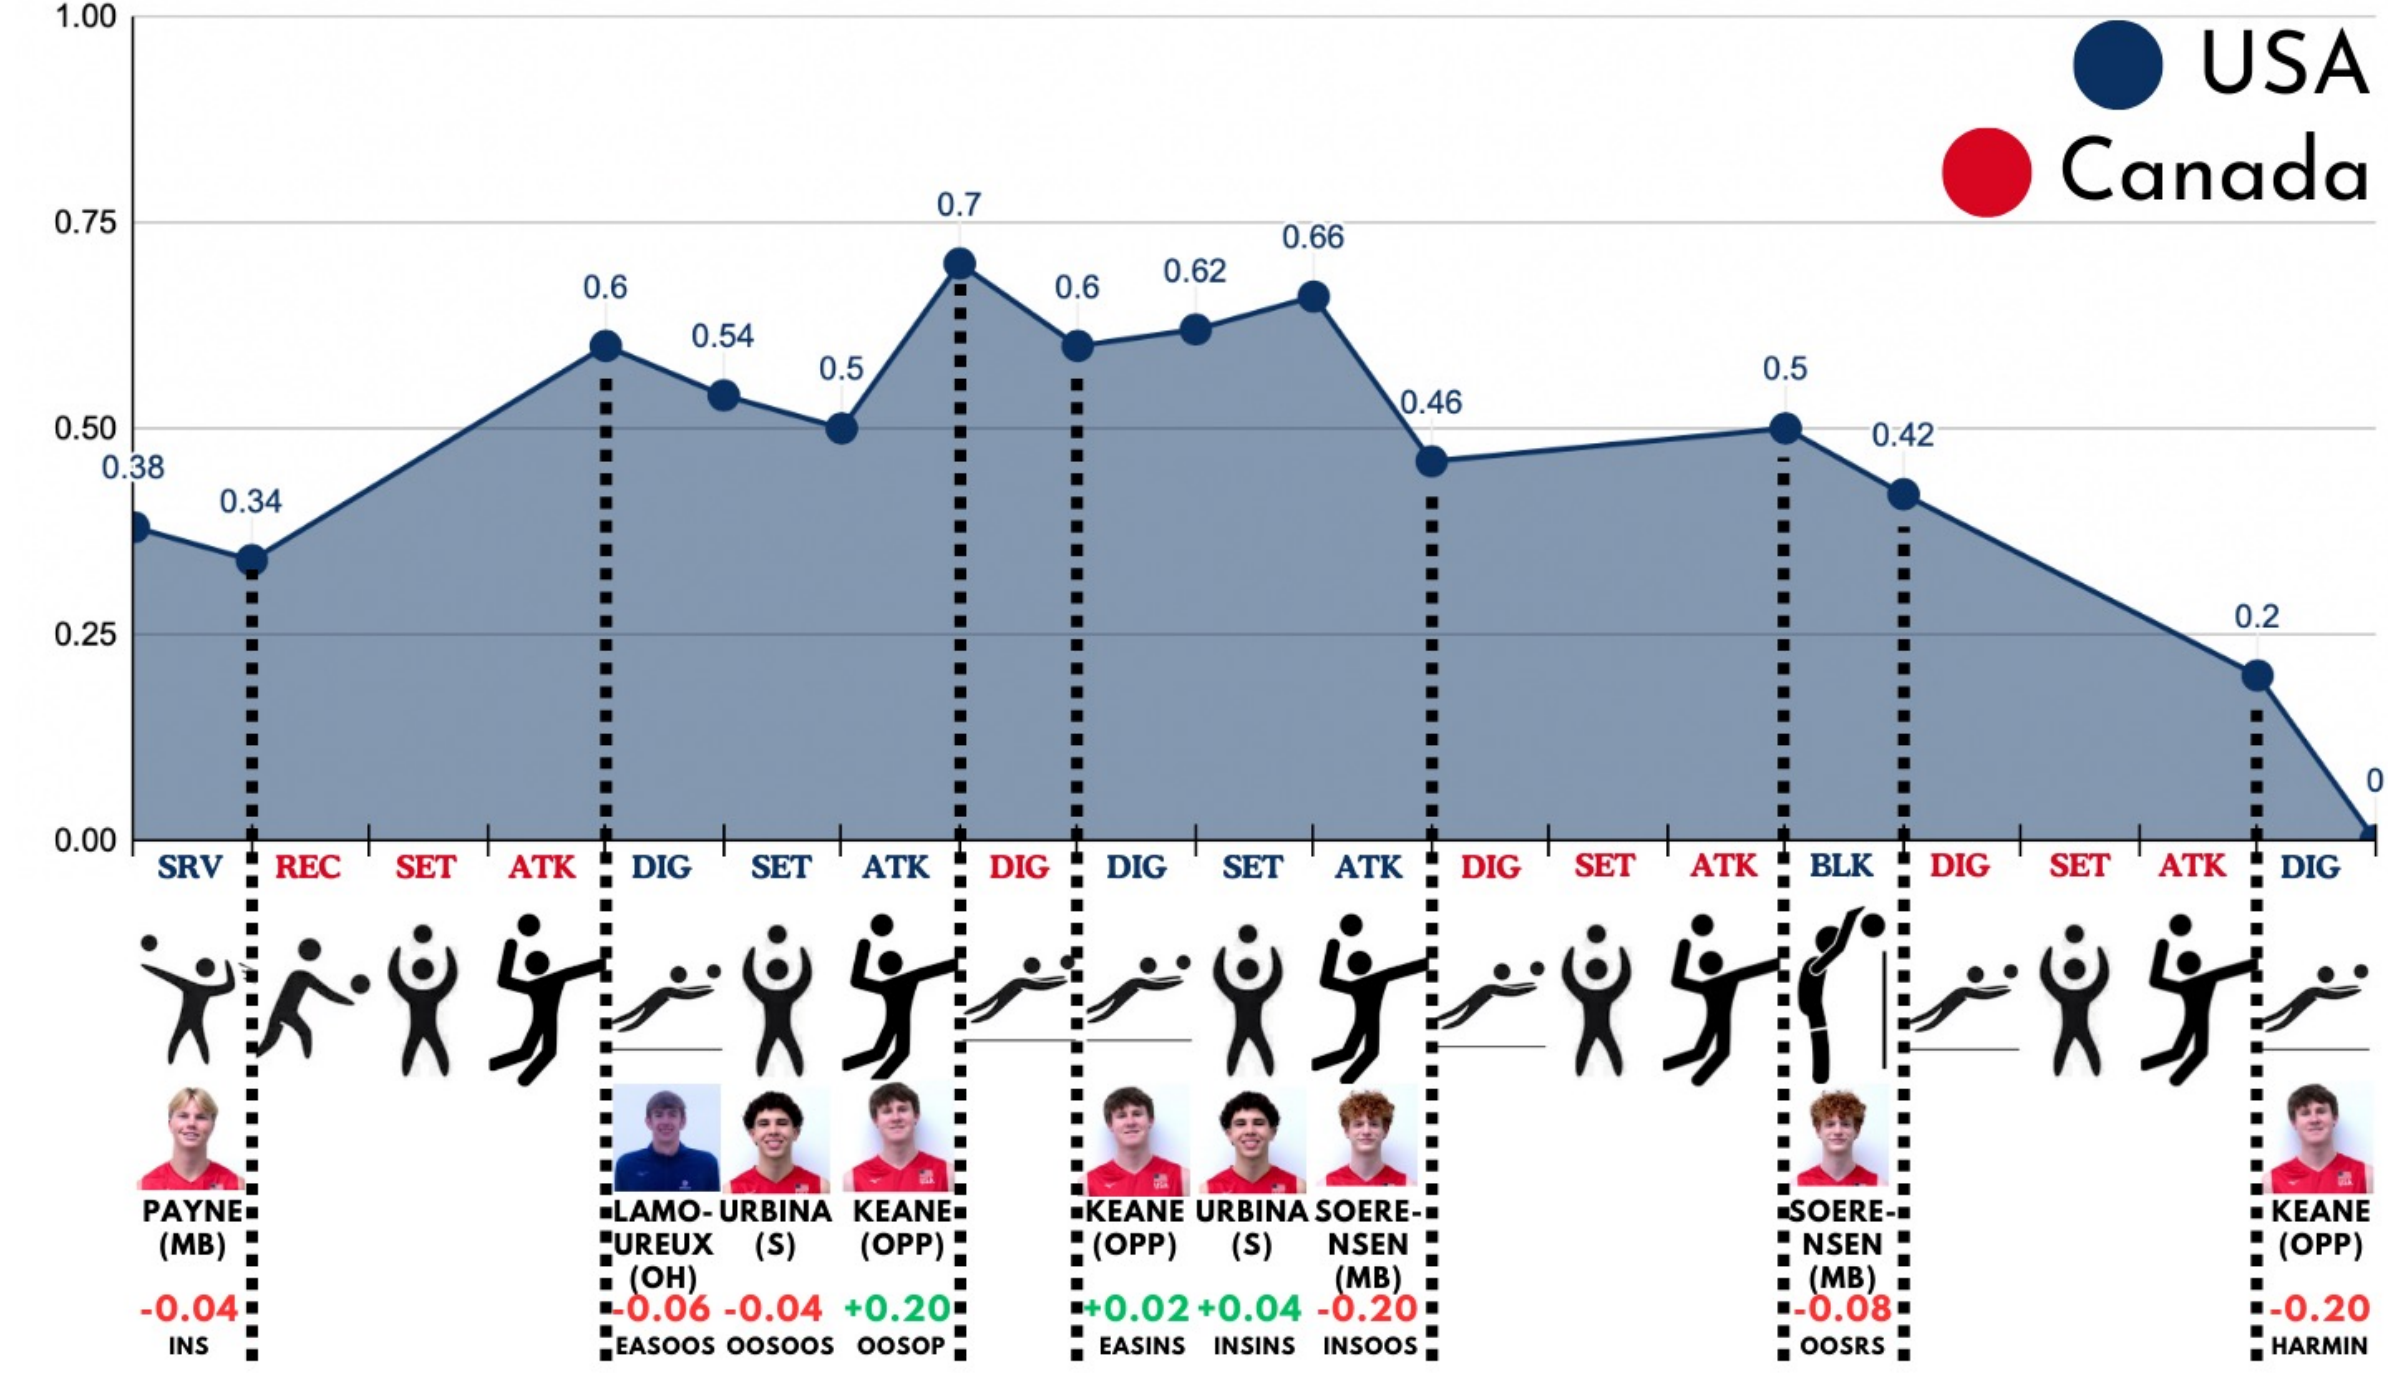 1.00
0.75
0.50
0.25
0.00
USA
Canada
0.38
0.34
0.6
0.54
0.5
0.7
0.6
0.62
0.66
0.46
0.5
0.42
0.2
0
SRV REC SET ATK DIG SET ATK DIG DIG SET ATK DIG SET ATK BLK DIG SET ATK DIG
PAYNE
(MB)
-0.04
INS
LAMO-
UREUX
(OH)
-0.06
EASOOS
URBINA
(S)
-0.04
OOSOOS
KEANE
(OPP)
+0.20
OOSOP
KEANE
(OPP)
+0.02
EASINS
URBINA
(S)
+0.04
INSINS
SOERE-
NSEN
(MB)
-0.20
INSOOS
SOERE-
NSEN
(MB)
-0.08
OOSRS
KEANE
(OPP)
-0.20
HARMIN